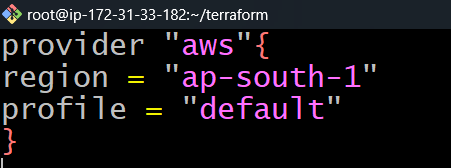 root@ip-172-31-33-182:~/terraform
provider "aws"{
region = "ap-south-1"
profile = "default"
}